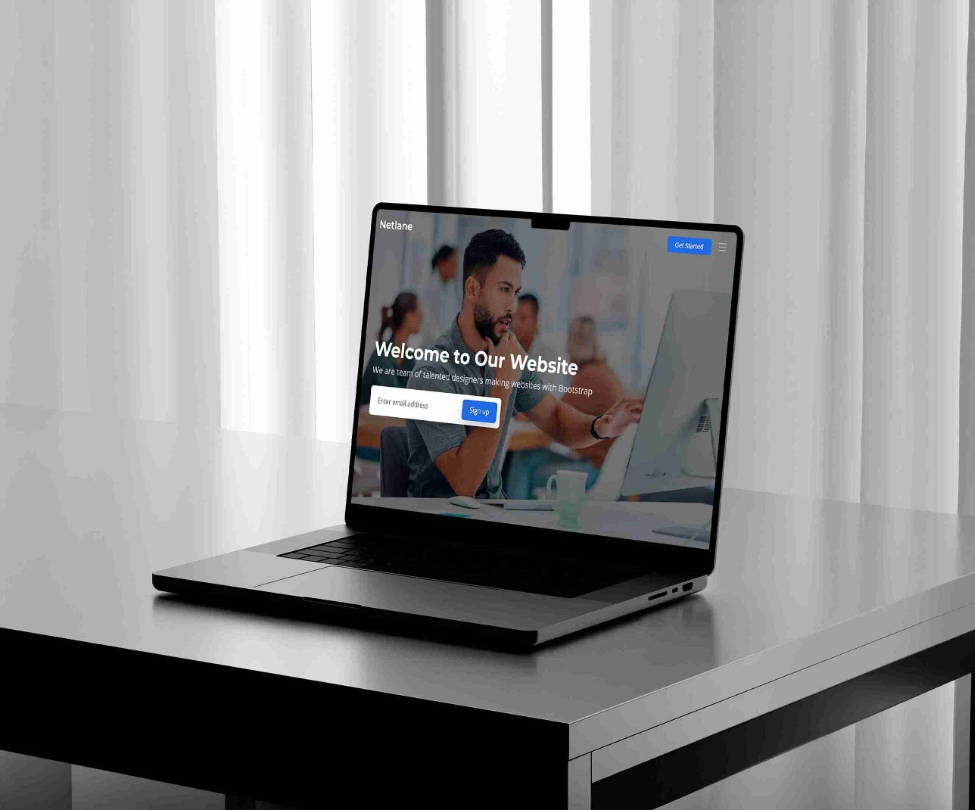 Netlane
Get Started
Welcome to Our Website
We are team of talented designers making websites with Bootstrap
Enter email address
Sign up